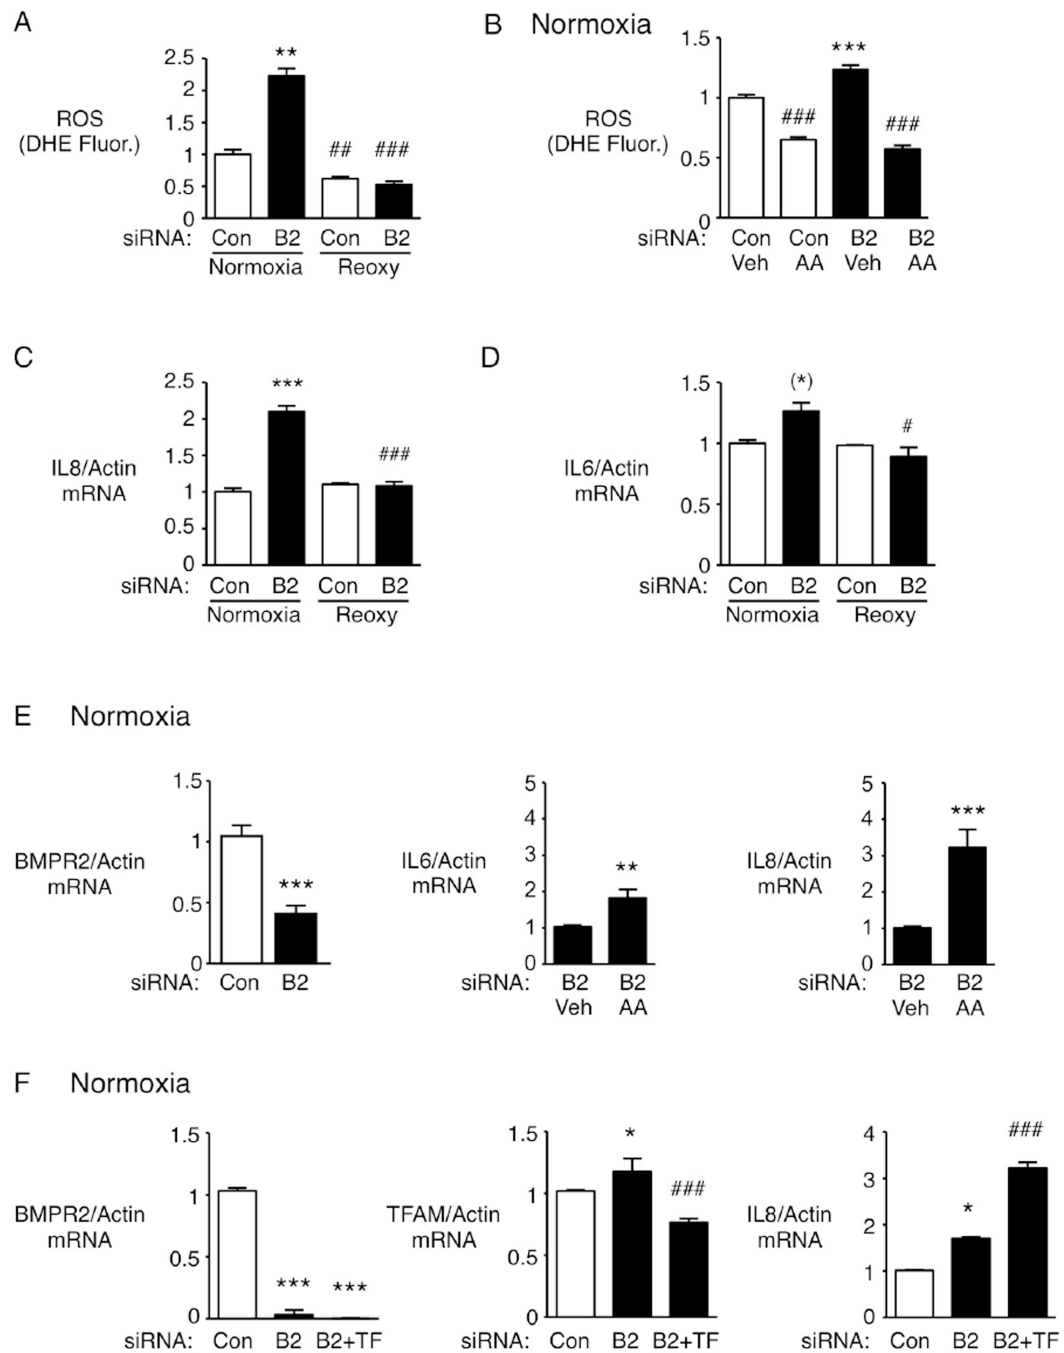 A
ROS
(DHE Fluor.)
2.5
2
1.5
1
0.5
0
**
##
###
siRNA: Con B2 Con B2
Normoxia Reoxy
B Normoxia
ROS
(DHE Fluor.)
1.5
1
0.5
0
###
***
###
siRNA: Con Con B2 B2
Veh AA Veh AA
C
IL8/Actin
mRNA
2.5
2
1.5
1
0.5
0
***
###
siRNA: Con B2 Con B2
Normoxia Reoxy
D
IL6/Actin
mRNA
1.5
1
0.5
0
(*)
#
siRNA: Con B2 Con B2
Normoxia Reoxy
E Normoxia
BMPR2/Actin
mRNA
1.5
1
0.5
0
***
siRNA: Con B2
IL6/Actin
mRNA
5
4
3
2
1
0
**
siRNA: B2 B2
Veh AA
IL8/Actin
mRNA
5
4
3
2
1
0
***
siRNA: B2 B2
Veh AA
F Normoxia
BMPR2/Actin
mRNA
1.5
1
0.5
0
***
***
siRNA: Con B2 B2+TF
TFAM/Actin
mRNA
1.5
1
0.5
0
*
###
siRNA: Con B2 B2+TF
IL8/Actin
mRNA
4
3
2
1
0
*
###
siRNA: Con B2 B2+TF